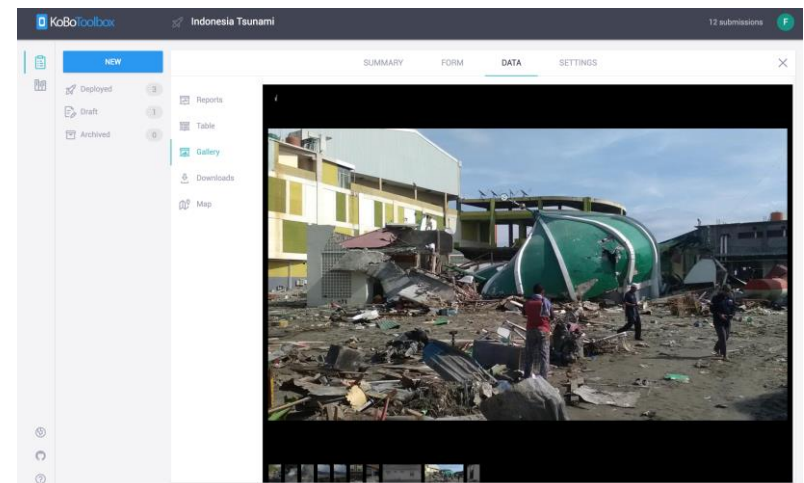 KoBoToolbox
Indonesia Tsunami
12 submissions
F
NEW
SUMMARY
FORM
DATA
SETTINGS
Deployed 3
Draft 1
Archived 0
Reports
Table
Gallery
Downloads
Map
i